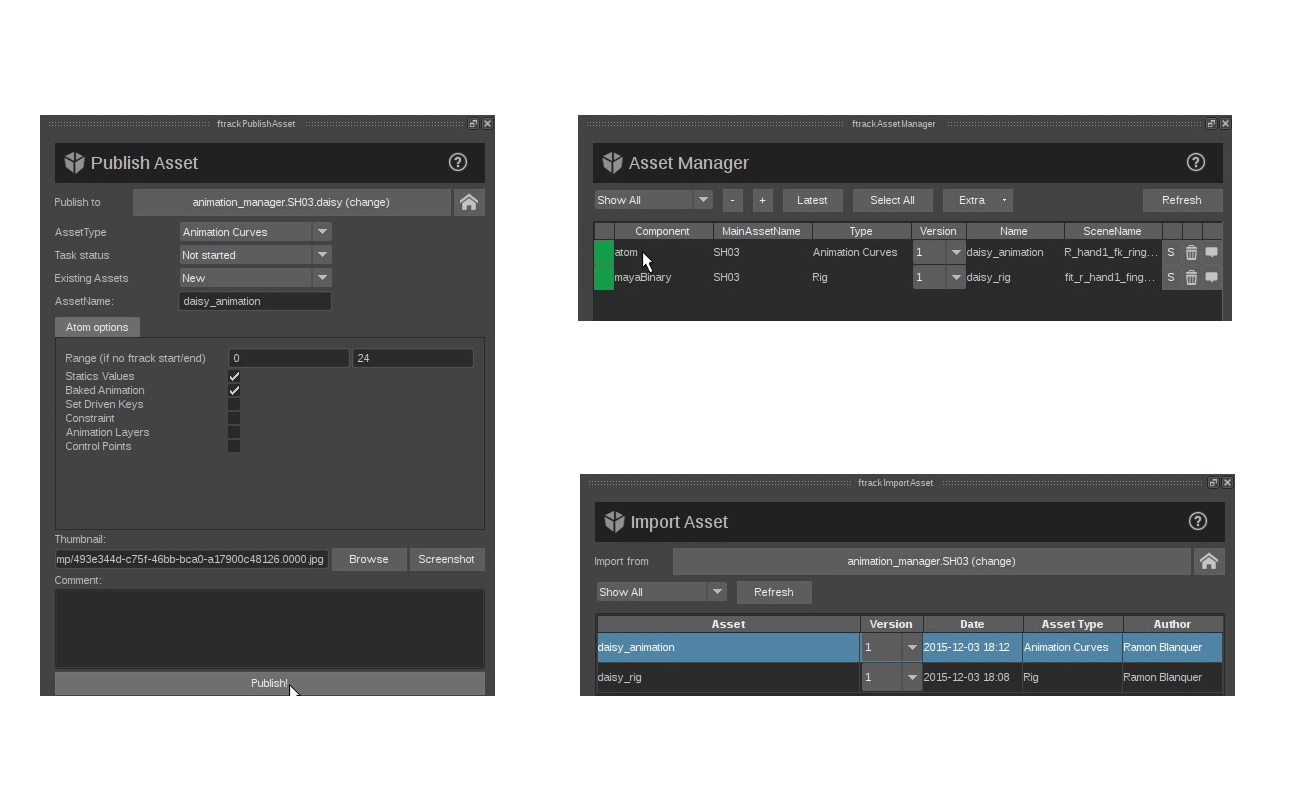 ftrackPublishAsset
Publish Asset
Publish to animation_manager.SH03.daisy (change)
AssetType Animation Curves
Task status Not started
Existing Assets New
AssetName: daisy_animation
Atom options
Range (if no ftrack start/end) 0 24
Statics Values
Baked Animation
Set Driven Keys
Constraint
Animation Layers
Control Points
Thumbnail:
mp/493e344d-c75f-46bb-bca0-a17900c48126.0000.jpg Browse Screenshot
Comment:
Publish!
ftrackAssetManager
Asset Manager
Show All - + Latest Select All Extra Refresh
Component MainAssetName Type Version Name SceneName
atom SH03 Animation Curves 1 daisy_animation R_hand1_fk_ring... S
mayaBinary SH03 Rig 1 daisy_rig fit_r_hand1_fing... S
ftrackImportAsset
Import Asset
Import from animation_manager.SH03 (change)
Show All Refresh
Asset Version Date Asset Type Author
daisy_animation 1 2015-12-03 18:12 Animation Curves Ramon Blanquer
daisy_rig 1 2015-12-03 18:08 Rig Ramon Blanquer